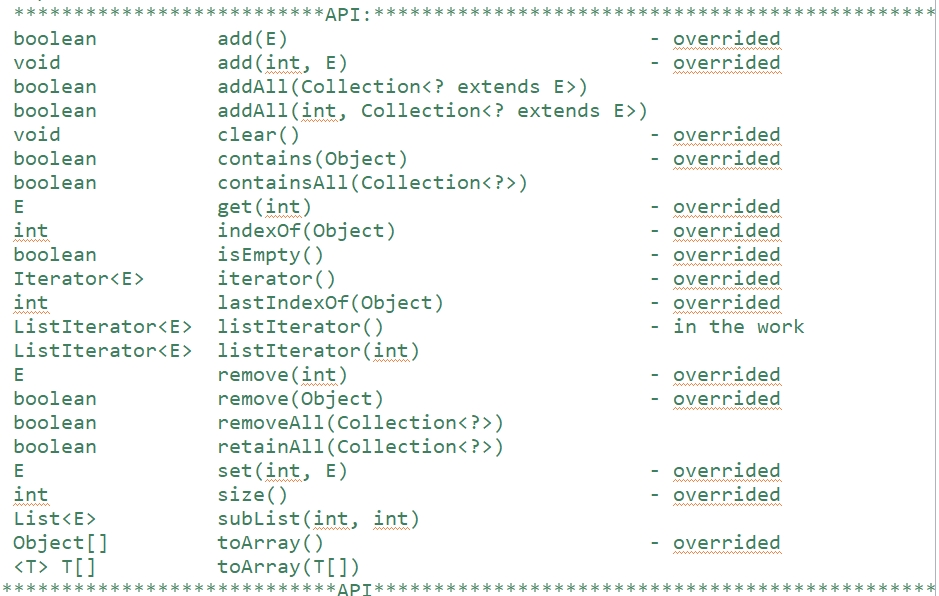 **************************API:***********************************************
boolean add(E) - overrided
void add(int, E) - overrided
boolean addAll(Collection<? extends E>)
boolean addAll(int, Collection<? extends E>)
void clear() - overrided
boolean contains(Object) - overrided
boolean containsAll(Collection<?>)
E get(int) - overrided
int indexOf(Object) - overrided
boolean isEmpty() - overrided
Iterator<E> iterator() - overrided
int lastIndexOf(Object) - overrided
ListIterator<E> listIterator() - in the work
ListIterator<E> listIterator(int)
E remove(int) - overrided
boolean remove(Object) - overrided
boolean removeAll(Collection<?>)
boolean retainAll(Collection<?>)
E set(int, E) - overrided
int size() - overrided
List<E> subList(int, int)
Object[] toArray() - overrided
<T> T[] toArray(T[])
****************************API***********************************************